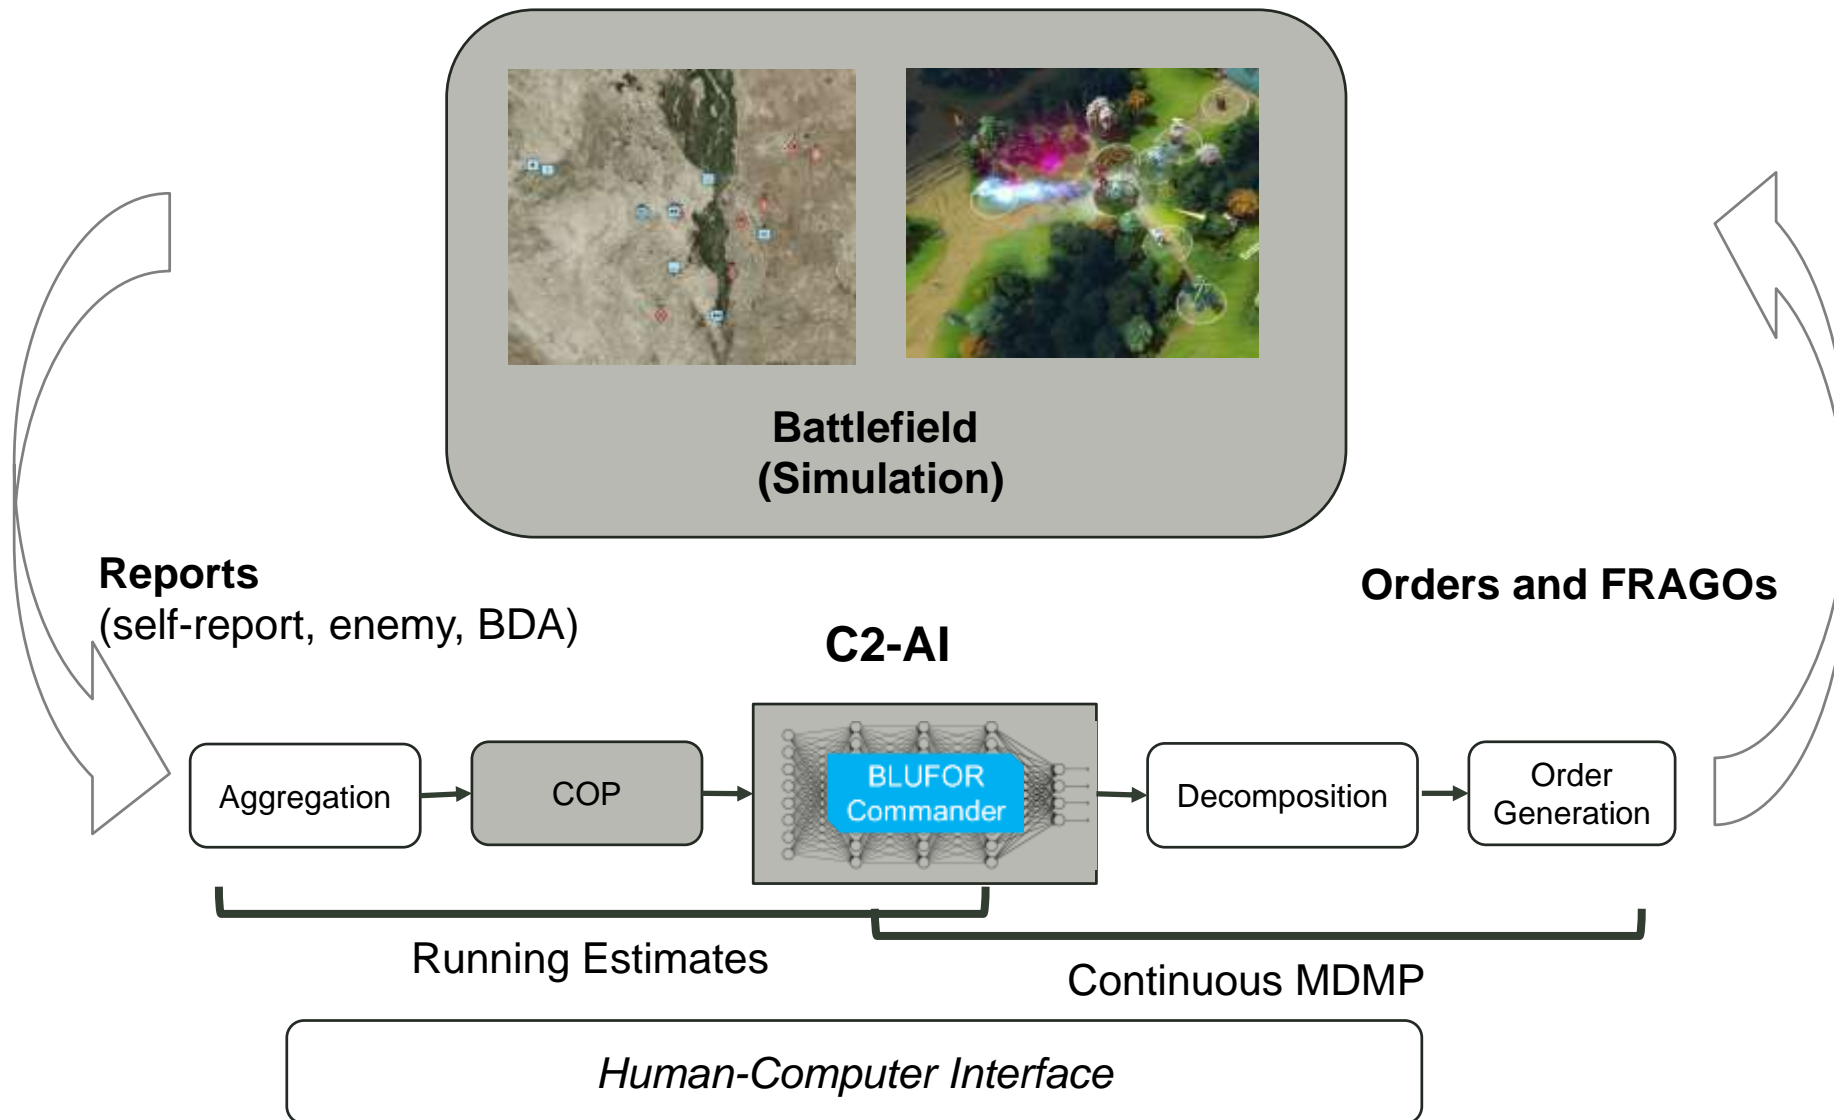 Battlefield
(Simulation)
Reports
(self-report, enemy, BDA)
Orders and FRAGOs
C2-AI
Aggregation
COP
BLUFOR
Commander
Decomposition
Order
Generation
Running Estimates
Continuous MDMP
Human-Computer Interface